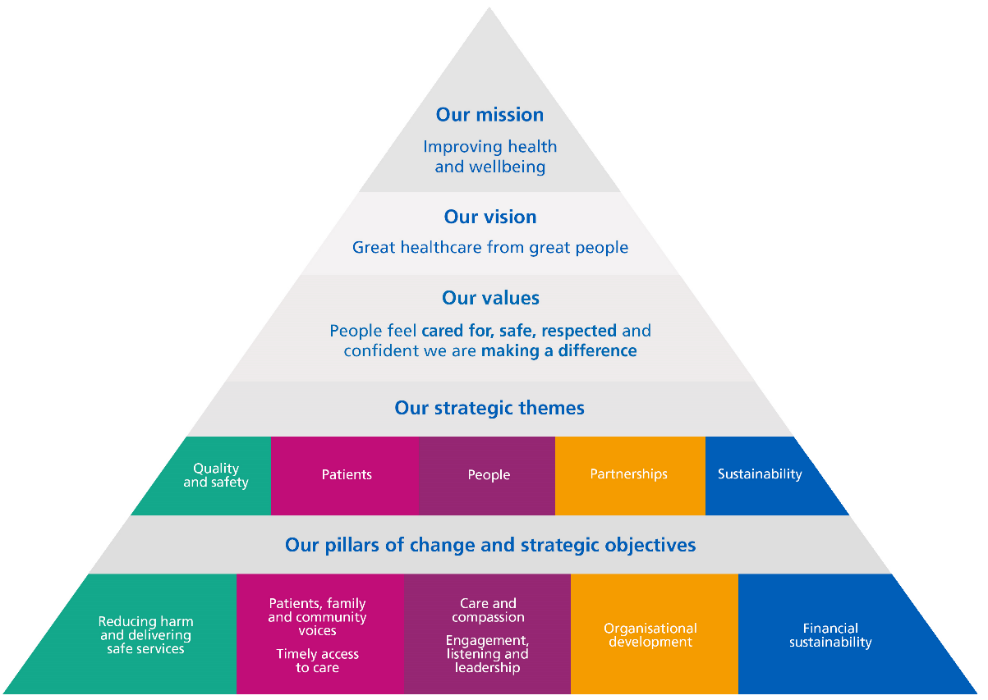 Our mission
Improving health
and wellbeing
Our vision
Great healthcare from great people
Our values
People feel cared for, safe, respected and
confident we are making a difference
Our strategic themes
Quality
and safety
Patients
People
Partnerships
Sustainability
Our pillars of change and strategic objectives
Reducing harm
and delivering
safe services
Patients, family
and community
voices
Timely access
to care
Care and
compassion
Engagement,
listening and
leadership
Organisational
development
Financial
sustainability